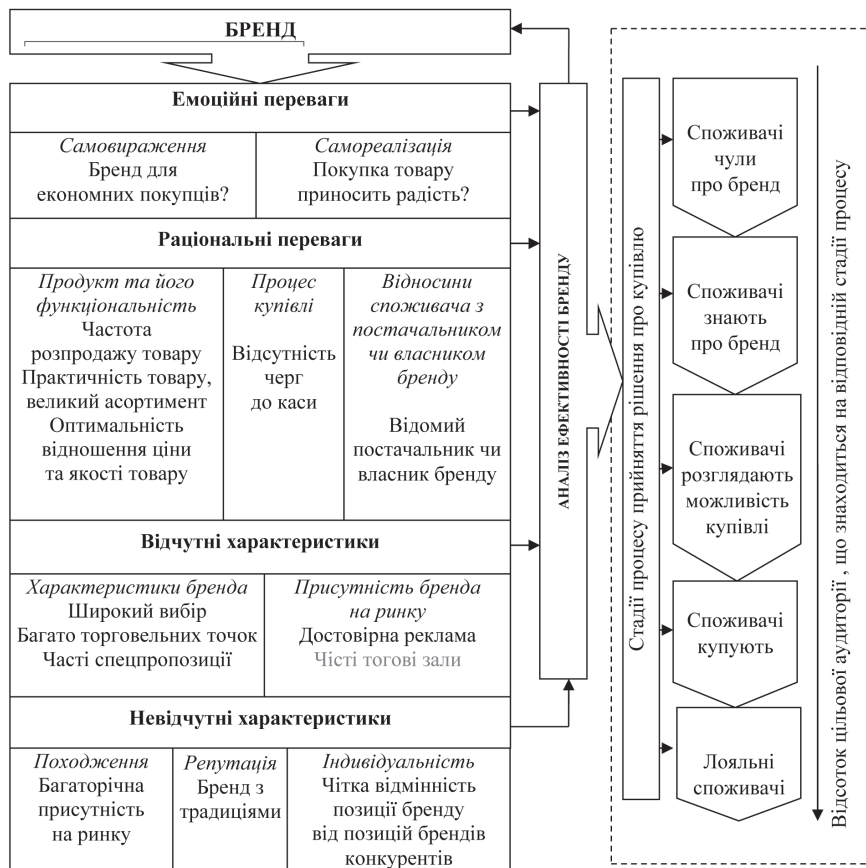 БРЕНД
Емоційні переваги
Самовираження
Бренд для
економних покупців?
Самореалізація
Покупка товару
приносить радість?
Раціональні переваги
Продукт та його
функціональність
Частота
розпродажу товару
Практичність товару,
великий асортимент
Оптимальність
відношення ціни
та якості товару
Процес
купівлі
Відсутність
черг
до каси
Відносини
споживача з
постачальником
чи власником
бренду
Відомий
постачальник чи
власник бренду
Відчутні характеристики
Характеристики бренда
Широкий вибір
Багато торговельних точок
Часті спецпропозиції
Присутність бренда
на ринку
Достовірна реклама
Чісті тогові зали
Невідчутні характеристики
Походження
Багаторічна
присутність
на ринку
Репутація
Бренд з
традиціями
Індивідуальність
Чітка відмінність
позиції бренду
від позицій брендів
конкурентів
АНАЛІЗ ЕФЕКТИВНОСТІ БРЕНДУ
Стадії процесу прийняття рішення про купівлю
Споживачі
чули
про бренд
Споживачі
знають
про бренд
Споживачі
розглядають
можливість
купівлі
Споживачі
купують
Лояльні
споживачі
Відсоток цільової аудиторії , що знаходиться на відповідній стадії процесу